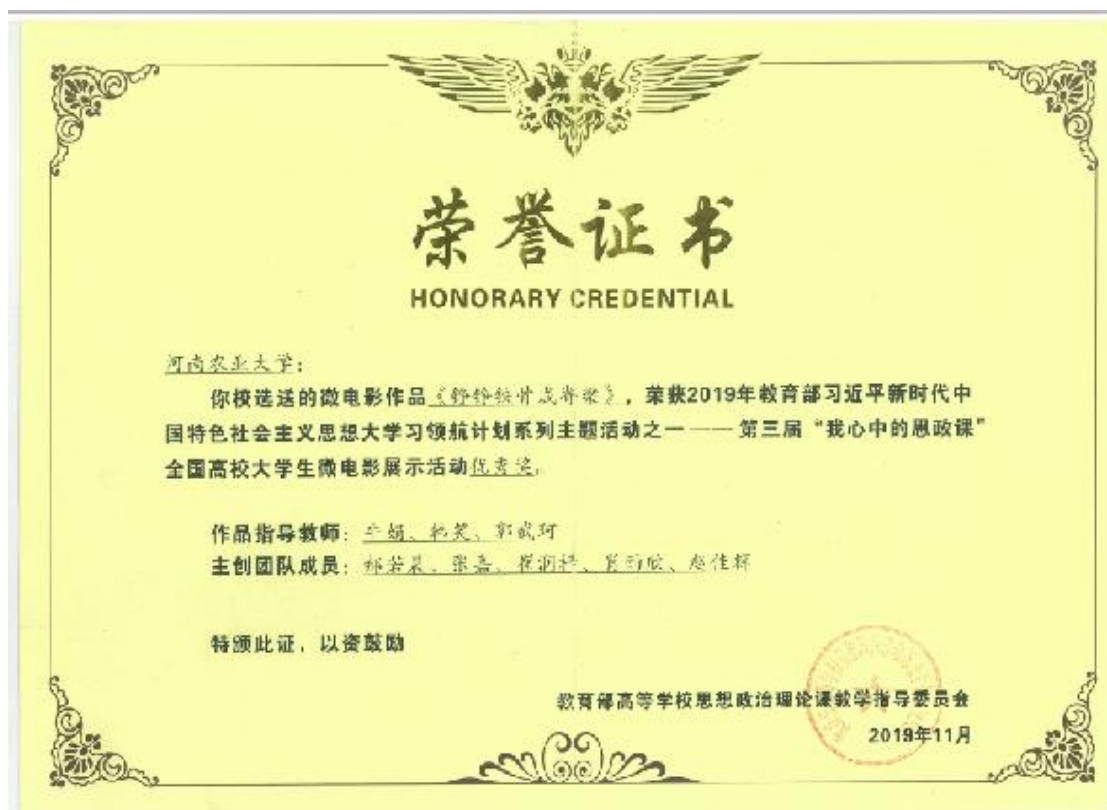 荣誉证书
HONORARY CREDENTIAL
河南农业大学：
你校选送的微电影作品《铮铮铁骨成脊梁》，荣获2019年教育部习近平新时代中
国特色社会主义思想大学习领航计划系列主题活动之一——第三届“我心中的思政课”
全国高校大学生微电影展示活动优秀奖。
作品指导教师：
主创团队成员：
特颁此证，以资鼓励
教育部高等学校思想政治理论课教学指导委员会
2019年11月